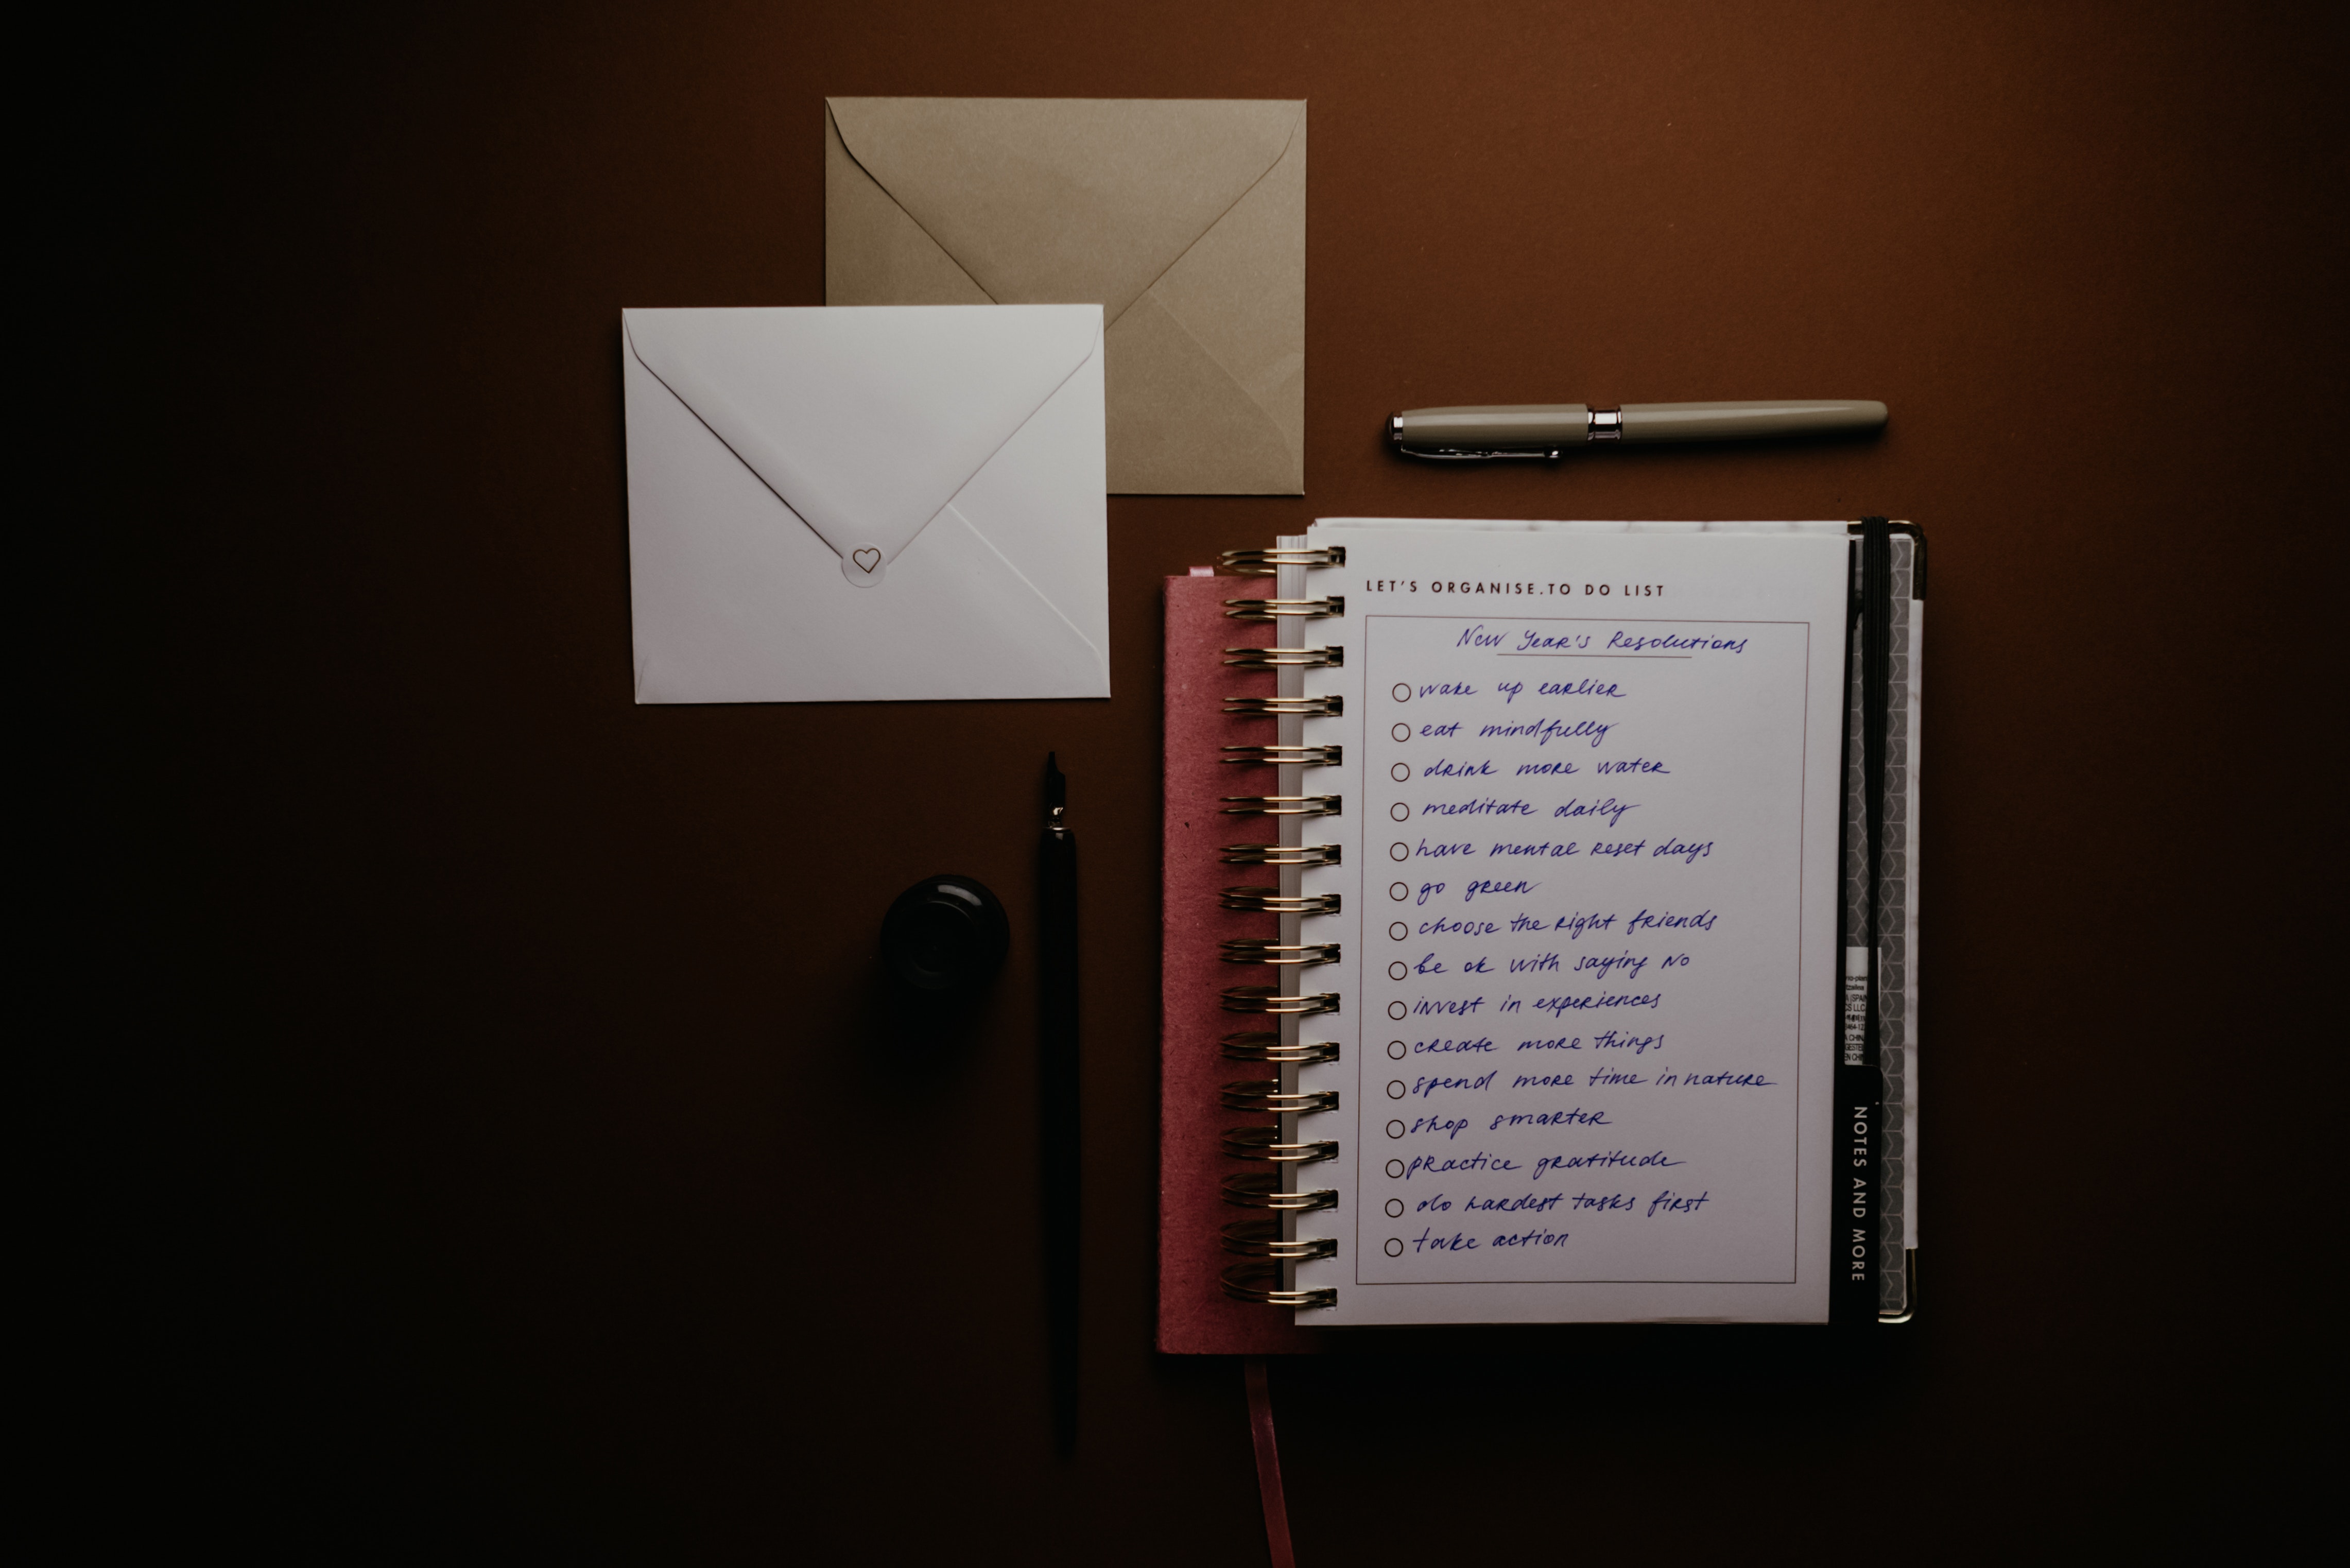 LET'S ORGANISE.TO DO LIST
New Year's Resolutions
wake up earlier
eat mindfully
drink more water
meditate daily
have mental reset days
go green
choose the right friends
be ok with saying no
invest in experiences
create more things
spend more time in nature
shop smarter
practice gratitude
do hardest tasks first
take action
NOTES AND MORE